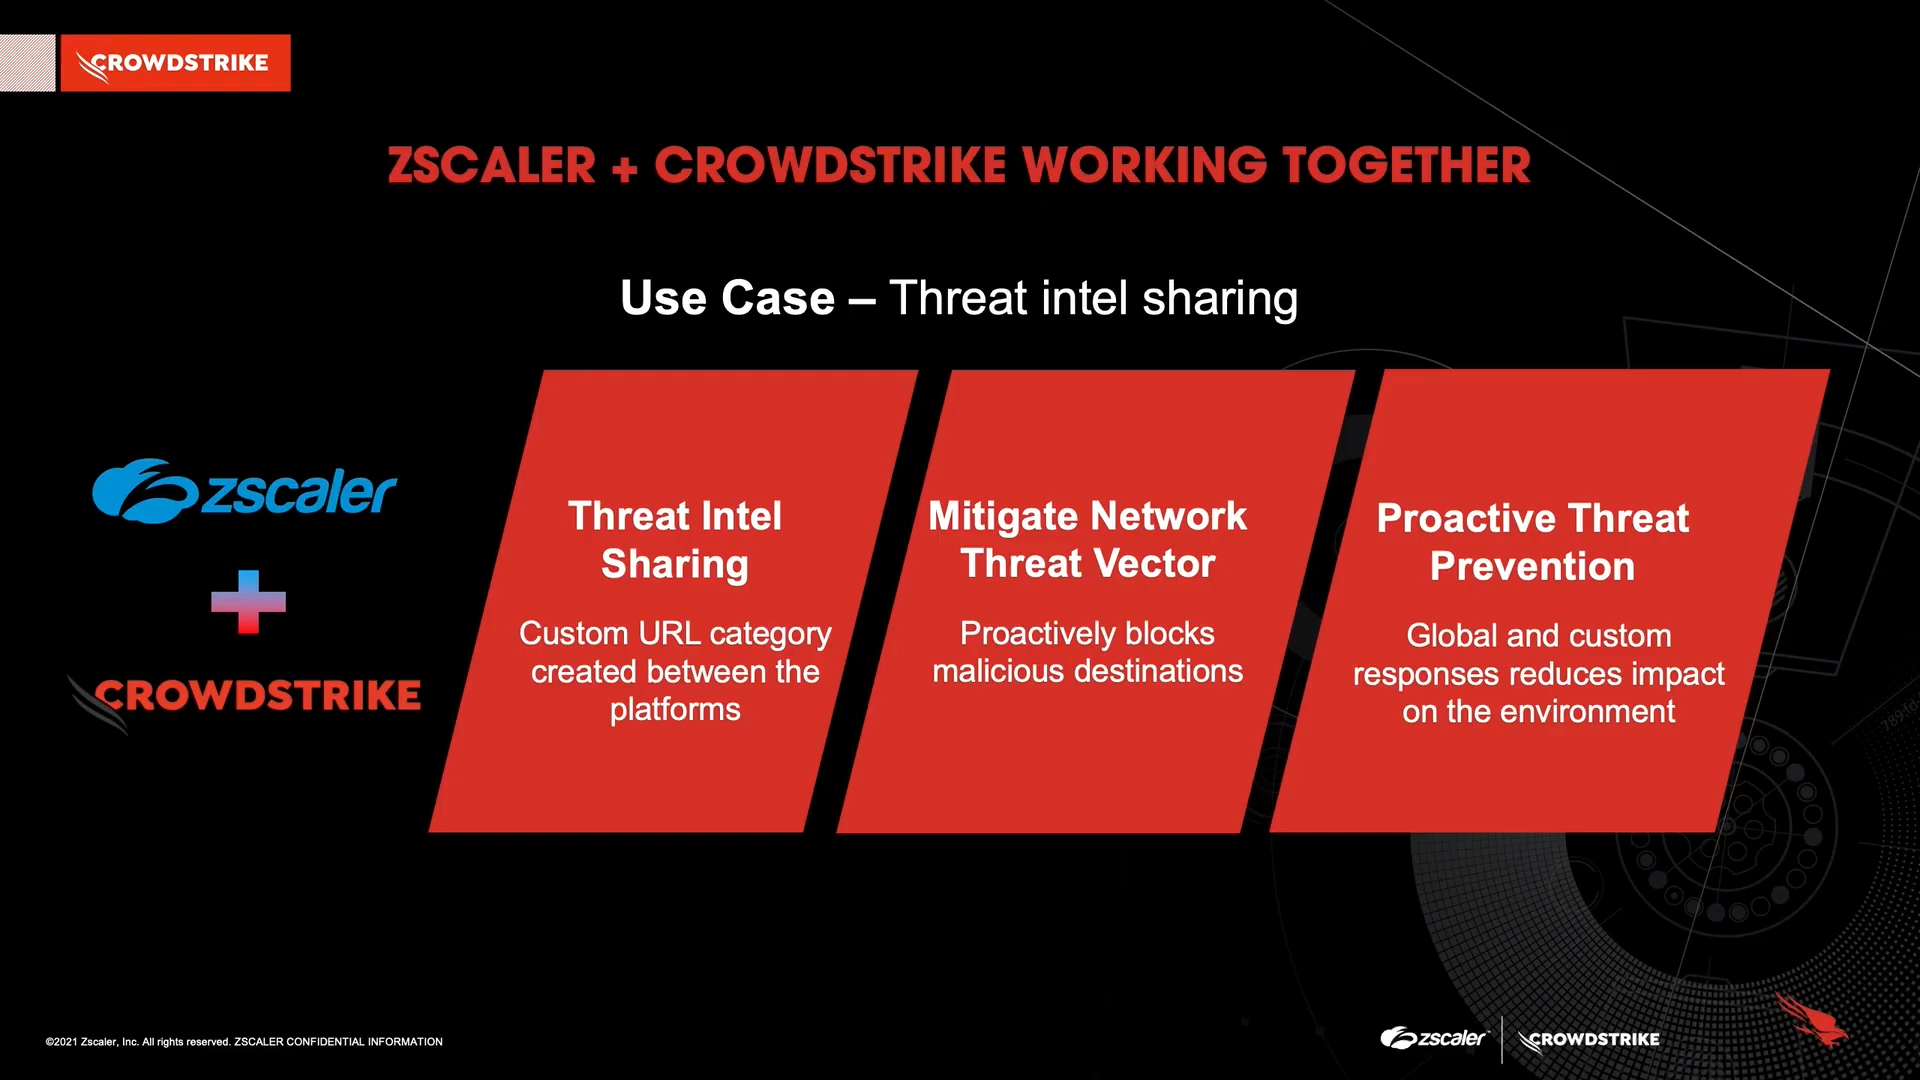 CROWDSTRIKE
ZSCALER + CROWDSTRIKE WORKING TOGETHER
Use Case – Threat intel sharing
zscaler
CROWDSTRIKE
Threat Intel
Sharing
Custom URL category
created between the
platforms
Mitigate Network
Threat Vector
Proactively blocks
malicious destinations
Proactive Threat
Prevention
Global and custom
responses reduces impact
on the environment
©2021 Zscaler, Inc. All rights reserved. ZSCALER CONFIDENTIAL INFORMATION
zscaler™
CROWDSTRIKE